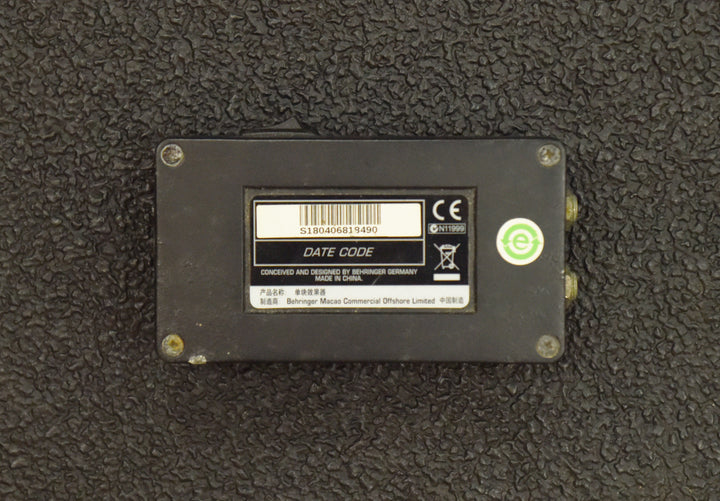 S180406819490
DATE CODE
CONCEIVED AND DESIGNED BY BEHRINGER GERMANY
MADE IN CHINA.
CE
N11999
e
产品名称: 单块效果器
制造商: Behringer Macao Commercial Offshore Limited 中国制造